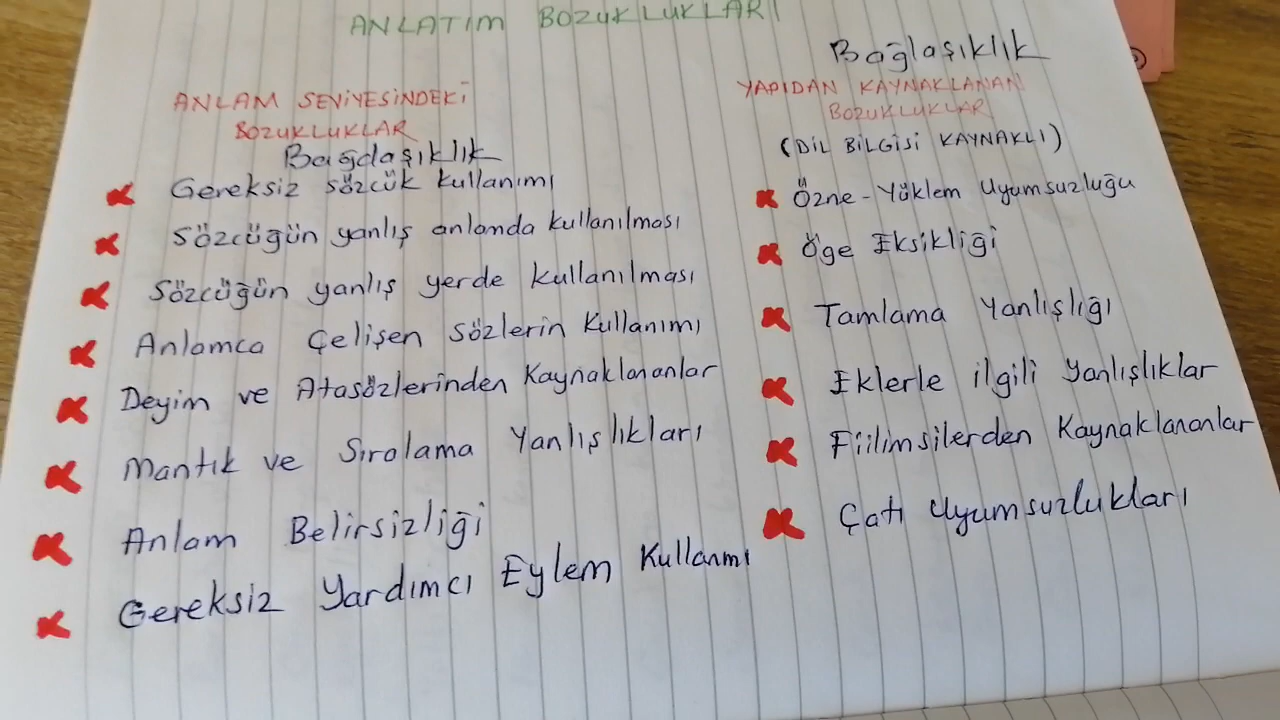 ANLATIM BOZUKLUKLARI
ANLAM SEVİYESİNDEKİ
BOZUKLUKLAR
Bağdaşıklık
Gereksiz sözcük kullanımı
Sözcüğün yanlış anlamda kullanılması
Sözcüğün yanlış yerde kullanılması
Anlamca Çelişen Sözlerin Kullanımı
Deyim ve Atasözlerinden Kaynaklananlar
Mantık ve Sıralama Yanlışlıkları
Anlam Belirsizliği
Gereksiz Yardımcı Eylem Kullanmı
Bağlaşıklık
YAPIDAN KAYNAKLANAN
BOZUKLUKLAR
(DİL BİLGİSİ KAYNAKLI)
Özne-Yüklem Uyumsuzluğu
Öge Eksikliği
Tamlama Yanlışlığı
Eklerle ilgili Yanlışlıklar
Fiilimsilerden Kaynaklananlar
Çatı Uyumsuzlukları